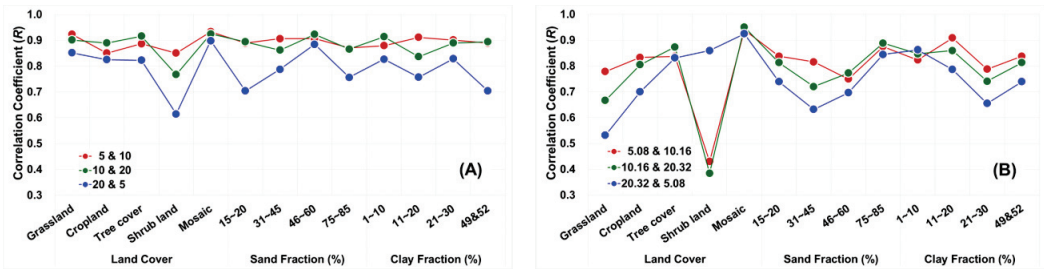 Correlation Coefficient (R)
1.0
0.9
0.8
0.7
0.6
0.5
0.4
0.3
5 & 10
10 & 20
20 & 5
(A)
Grassland
Cropland
Tree cover
Shrub land
Mosaic
15~20
31~45
46~60
75~85
1~10
11~20
21~30
49&52
Land Cover
Sand Fraction (%)
Clay Fraction (%)
Correlation Coefficient (R)
1.0
0.9
0.8
0.7
0.6
0.5
0.4
0.3
5.08 & 10.16
10.16 & 20.32
20.32 & 5.08
(B)
Grassland
Cropland
Tree cover
Shrub land
Mosaic
15~20
31~45
46~60
75~85
1~10
11~20
21~30
49&52
Land Cover
Sand Fraction (%)
Clay Fraction (%)